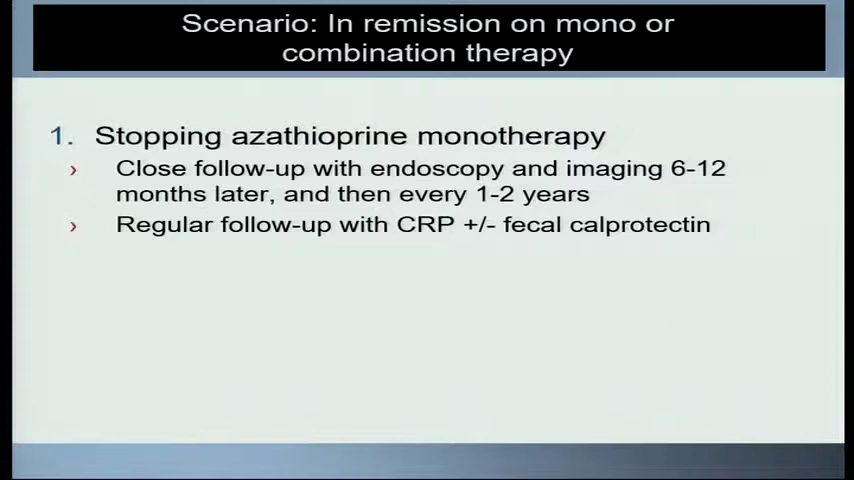 Scenario: In remission on mono or
combination therapy
1. Stopping azathioprine monotherapy
› Close follow-up with endoscopy and imaging 6-12
months later, and then every 1-2 years
› Regular follow-up with CRP +/- fecal calprotectin